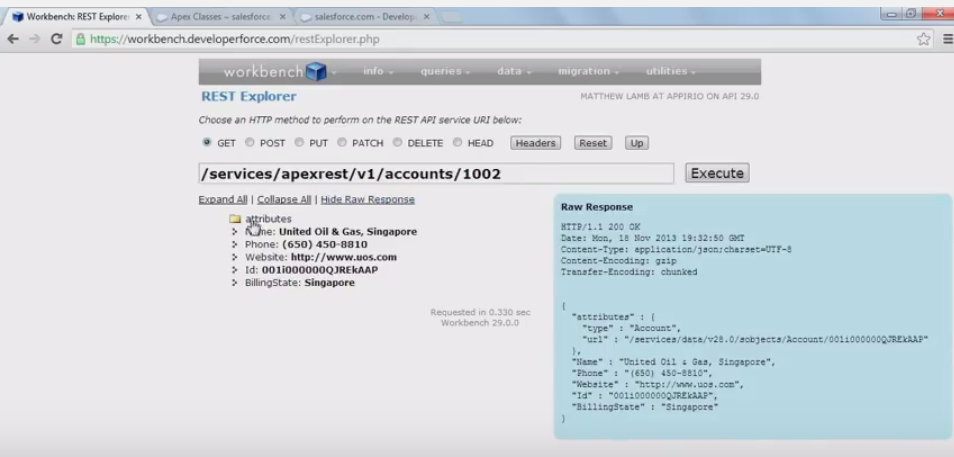 Workbench: REST Explorer
Apex Classes ~ salesforce.
salesforce.com - Develop
https://workbench.developerforce.com/restExplorer.php
workbench info queries data migration utilities
REST Explorer
MATTHEW LAMB AT APPIRIO ON API 29.0
Choose an HTTP method to perform on the REST API service URI below:
GET POST PUT PATCH DELETE HEAD Headers Reset Up
/services/apexrest/v1/accounts/1002 Execute
Expand All | Collapse All | Hide Raw Response
attributes
Name: United Oil & Gas, Singapore
Phone: (650) 450-8810
Website: http://www.uos.com
Id: 001i000000QJREkAAP
BillingState: Singapore
Requested in 0.330 sec
Workbench 29.0.0
Raw Response
HTTP/1.1 200 OK
Date: Mon, 18 Nov 2013 19:32:50 GMT
Content-Type: application/json;charset=UTF-8
Content-Encoding: gzip
Transfer-Encoding: chunked
{
"attributes" : {
"type" : "Account",
"url" : "/services/data/v28.0/sobjects/Account/001i000000QJREkAAP"
},
"Name" : "United Oil & Gas, Singapore",
"Phone" : "(650) 450-8810",
"Website" : "http://www.uos.com",
"Id" : "001i000000QJREkAAP",
"BillingState" : "Singapore"
}